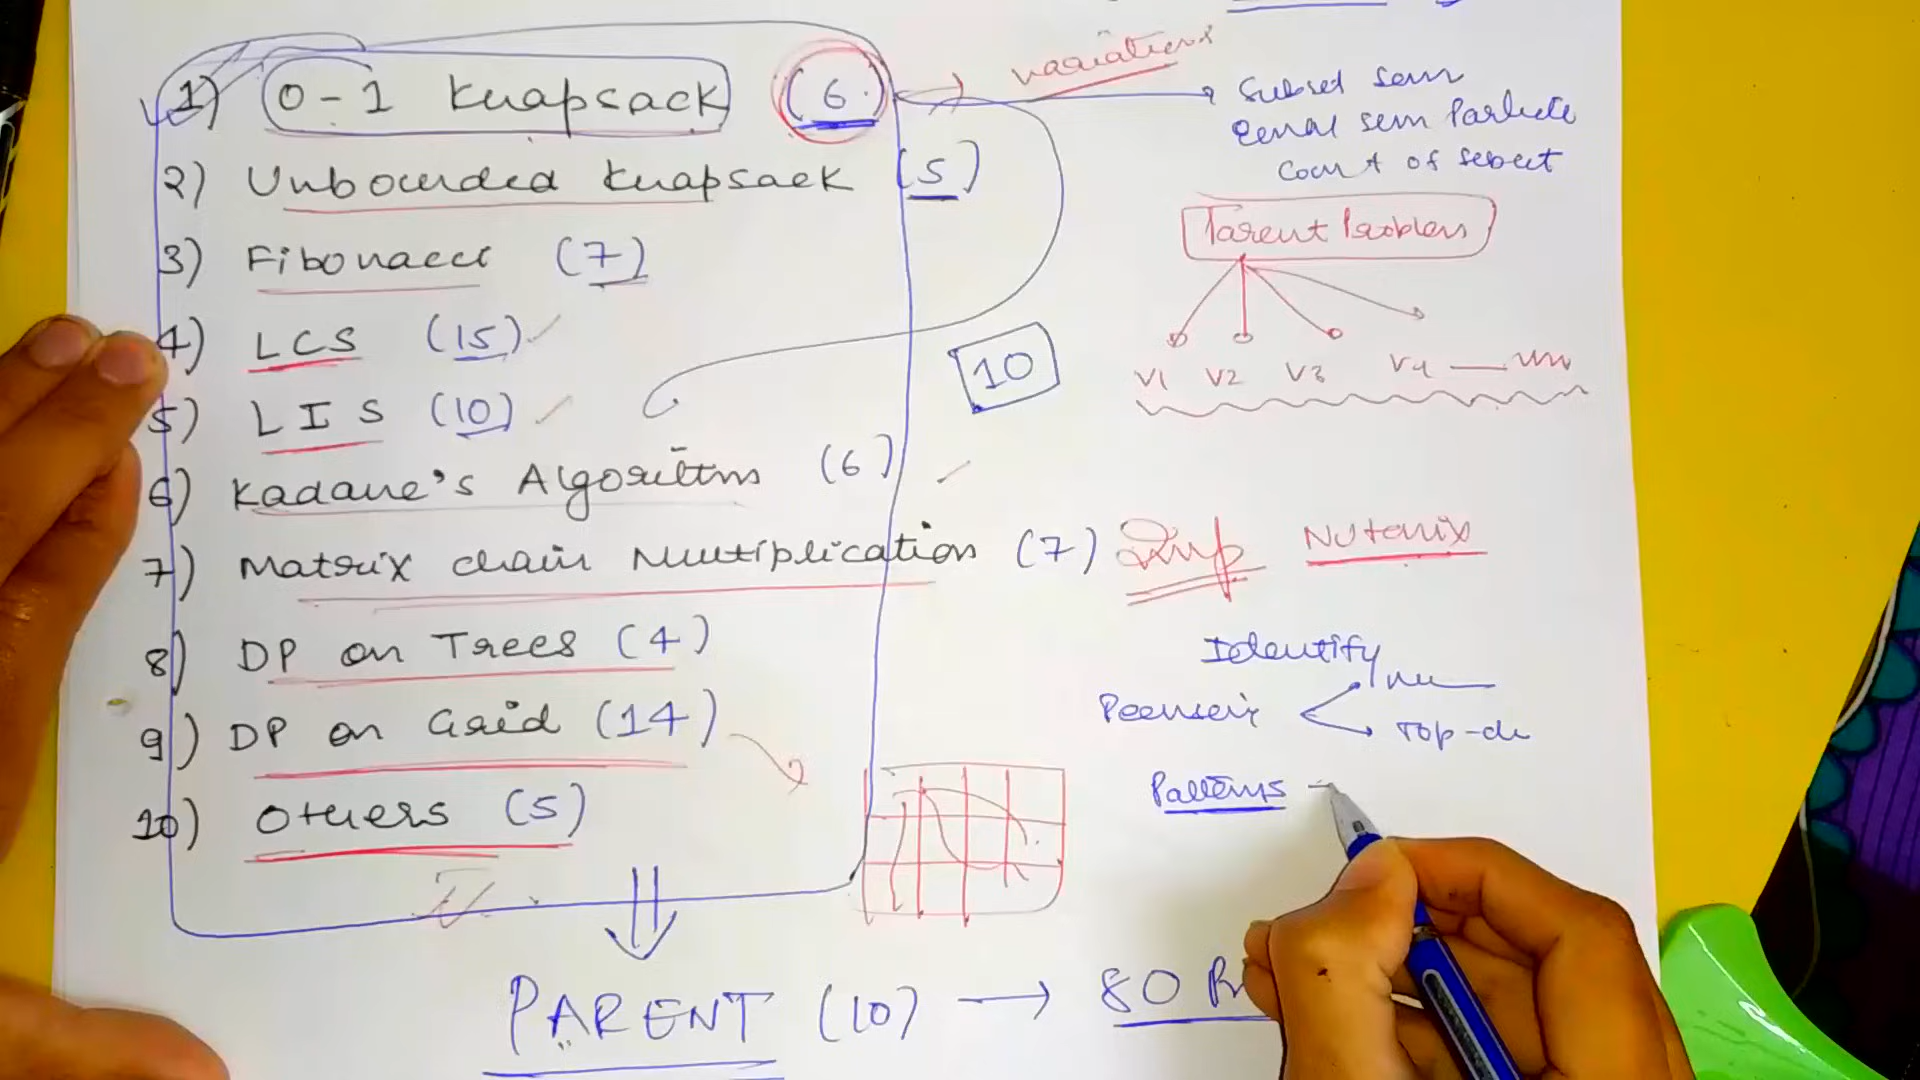 1) 0-1 Knapsack (6)
2) Unbounded Knapsack (5)
3) Fibonacci (7)
4) LCS (15)
5) LIS (10)
6) Kadane's Algorithm (6)
7) Matrix chain Multiplication (7) Imp Nutanix
8) DP on Trees (4)
9) DP on Grid (14)
10) Others (5)
PARENT (10) → 80
variations
Subset sum
Equal sum Partition
Count of subset
Parent Problem
V1 V2 V3 V4
10
Identify
Top-d
Patterns